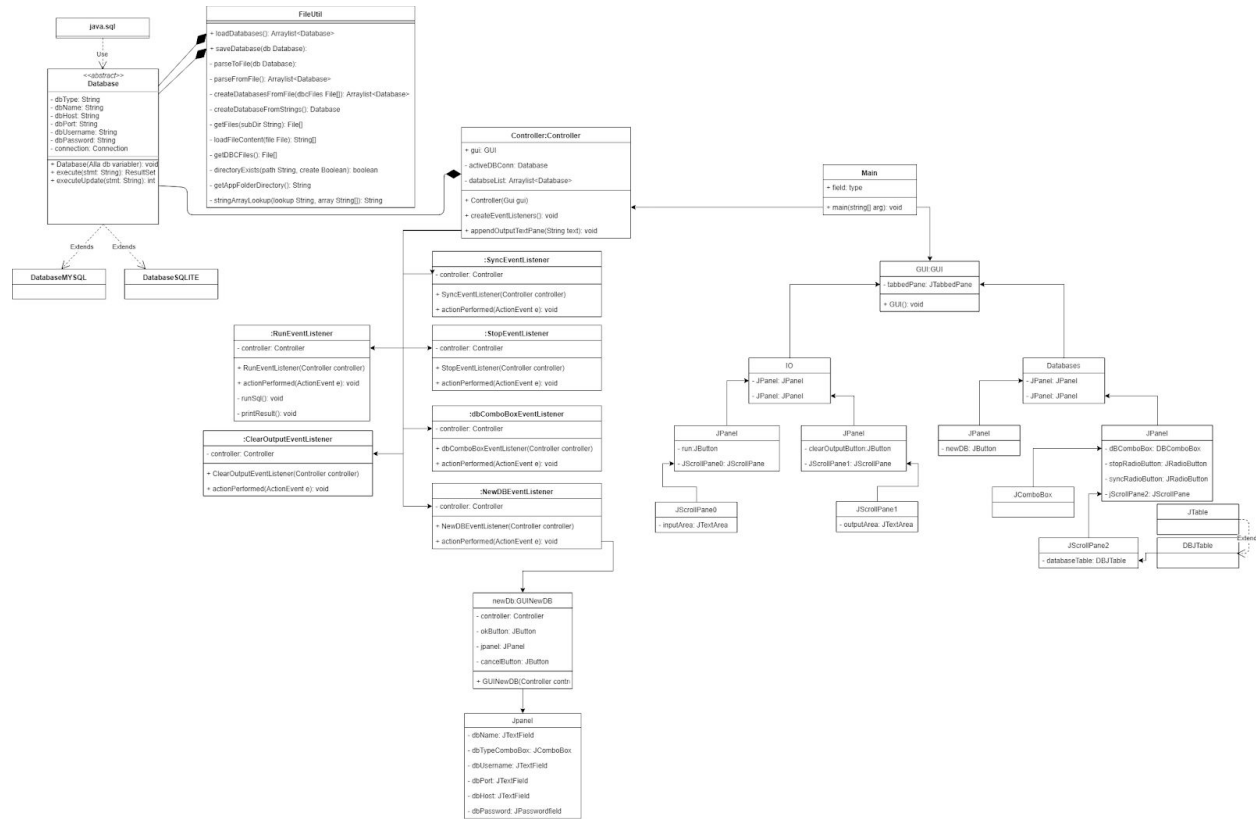 java.sql
Use
<<abstract>>
Database
- dbType: String
- dbName: String
- dbHost: String
- dbPort: String
- dbUsername: String
- dbPassword: String
- connection: Connection
+ Database(Alla db variabler): void
+ execute(stmt: String): ResultSet
+ executeUpdate(stmt: String): int
Extends
Extends
DatabaseMYSQL
DatabaseSQLITE
FileUtil
+ loadDatabases(): Arraylist<Database>
+ saveDatabase(db Database):
- parseToFile(db Database):
- parseFromFile(): Arraylist<Database>
- createDatabasesFromFile(dbcFiles File[]): Arraylist<Database>
- createDatabaseFromStrings(): Database
- getFiles(subDir String): File[]
- loadFileContent(file File): String[]
- getDBCFiles(): File[]
- directoryExists(path String, create Boolean): boolean
- getAppFolderDirectory(): String
- stringArrayLookup(lookup String, array String[]): String
Controller:Controller
+ gui: GUI
- activeDBConn: Database
- databseList: Arraylist<Database>
+ Controller(Gui gui)
+ createEventListeners(): void
+ appendOutputTextPane(String text): void
Main
+ field: type
+ main(string[] arg): void
:SyncEventListener
- controller: Controller
+ SyncEventListener(Controller controller)
+ actionPerformed(ActionEvent e): void
:RunEventListener
- controller: Controller
+ RunEventListener(Controller controller)
+ actionPerformed(ActionEvent e): void
- runSql(): void
- printResult(): void
:StopEventListener
- controller: Controller
+ StopEventListener(Controller controller)
+ actionPerformed(ActionEvent e): void
:dbComboBoxEventListener
- controller: Controller
+ dbComboBoxEventListener(Controller controller)
+ actionPerformed(ActionEvent e): void
:ClearOutputEventListener
- controller: Controller
+ ClearOutputEventListener(Controller controller)
+ actionPerformed(ActionEvent e): void
:NewDBEventListener
- controller: Controller
+ NewDBEventListener(Controller controller)
+ actionPerformed(ActionEvent e): void
newDb:GUINewDB
- controller: Controller
- okButton: JButton
- jpanel: JPanel
- cancelButton: JButton
+ GUINewDB(Controller contr
Jpanel
- dbName: JTextField
- dbTypeComboBox: JComboBox
- dbUsername: JTextField
- dbPort: JTextField
- dbHost: JTextField
- dbPassword: JPasswordfield
GUI:GUI
- tabbedPane: JTabbedPane
+ GUI(): void
IO
- JPanel: JPanel
- JPanel: JPanel
JPanel
- run:JButton
- JScrollPane0: JScrollPane
JPanel
- clearOutputButton:JButton
- JScrollPane1: JScrollPane
JScrollPane0
- inputArea: JTextArea
JScrollPane1
- outputArea: JTextArea
Databases
- JPanel: JPanel
- JPanel: JPanel
JPanel
- newDB: JButton
JPanel
- dBComboBox: DBComboBox
- stopRadioButton: JRadioButton
- syncRadioButton: JRadioButton
- jScrollPane2: JScrollPane
JComboBox
JTable
Extend
JScrollPane2
- databaseTable: DBJTable
DBJTable